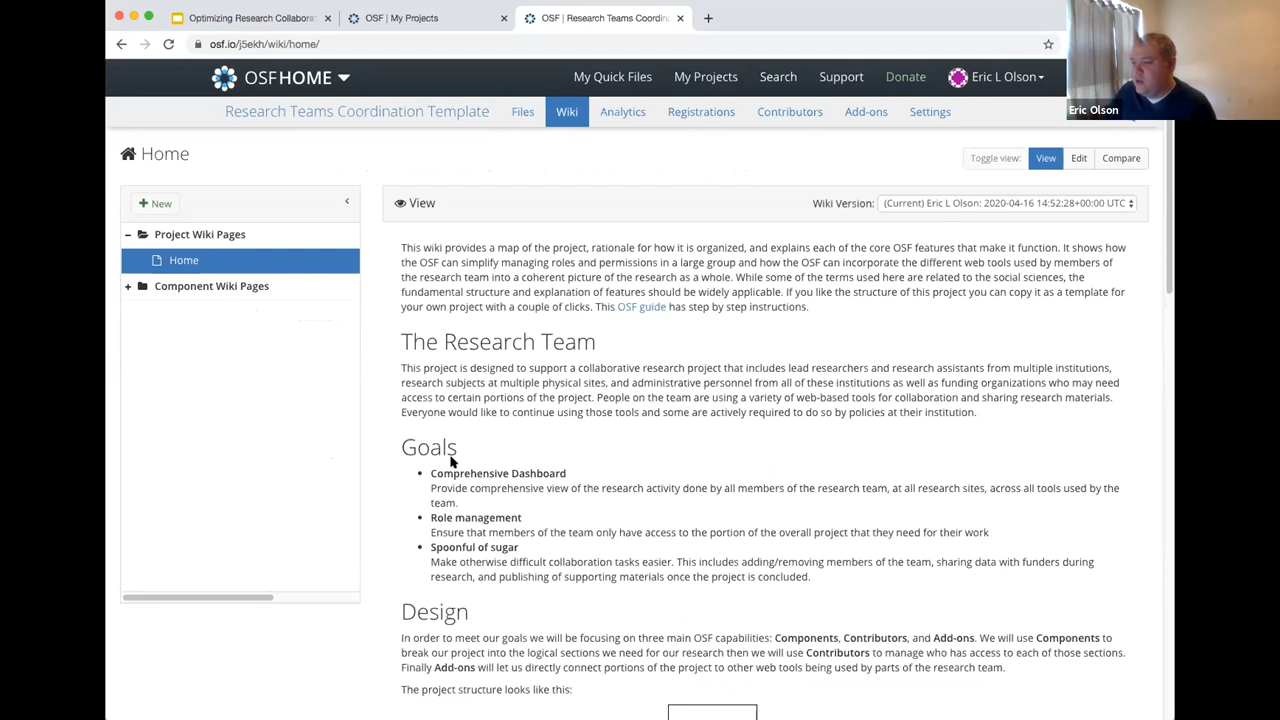 Optimizing Research Collabora
OSF | My Projects
OSF | Research Teams Coordin
osf.io/j5ekh/wiki/home/
OSFHOME
My Quick Files
My Projects
Search
Support
Donate
Eric L Olson
Eric Olson
Research Teams Coordination Template
Files
Wiki
Analytics
Registrations
Contributors
Add-ons
Settings
Home
Toggle view:
View
Edit
Compare
New
View
Wiki Version:
(Current) Eric L Olson: 2020-04-16 14:52:28+00:00 UTC
Project Wiki Pages
Home
Component Wiki Pages
This wiki provides a map of the project, rationale for how it is organized, and explains each of the core OSF features that make it function. It shows how
the OSF can simplify managing roles and permissions in a large group and how the OSF can incorporate the different web tools used by members of
the research team into a coherent picture of the research as a whole. While some of the terms used here are related to the social sciences, the
fundamental structure and explanation of features should be widely applicable. If you like the structure of this project you can copy it as a template for
your own project with a couple of clicks. This OSF guide has step by step instructions.
The Research Team
This project is designed to support a collaborative research project that includes lead researchers and research assistants from multiple institutions,
research subjects at multiple physical sites, and administrative personnel from all of these institutions as well as funding organizations who may need
access to certain portions of the project. People on the team are using a variety of web-based tools for collaboration and sharing research materials.
Everyone would like to continue using those tools and some are actively required to do so by policies at their institution.
Goals
Comprehensive Dashboard
Provide comprehensive view of the research activity done by all members of the research team, at all research sites, across all tools used by the
team.
Role management
Ensure that members of the team only have access to the portion of the overall project that they need for their work
Spoonful of sugar
Make otherwise difficult collaboration tasks easier. This includes adding/removing members of the team, sharing data with funders during
research, and publishing of supporting materials once the project is concluded.
Design
In order to meet our goals we will be focusing on three main OSF capabilities: Components, Contributors, and Add-ons. We will use Components to
break our project into the logical sections we need for our research then we will use Contributors to manage who has access to each of those sections.
Finally Add-ons will let us directly connect portions of the project to other web tools being used by parts of the research team.
The project structure looks like this: